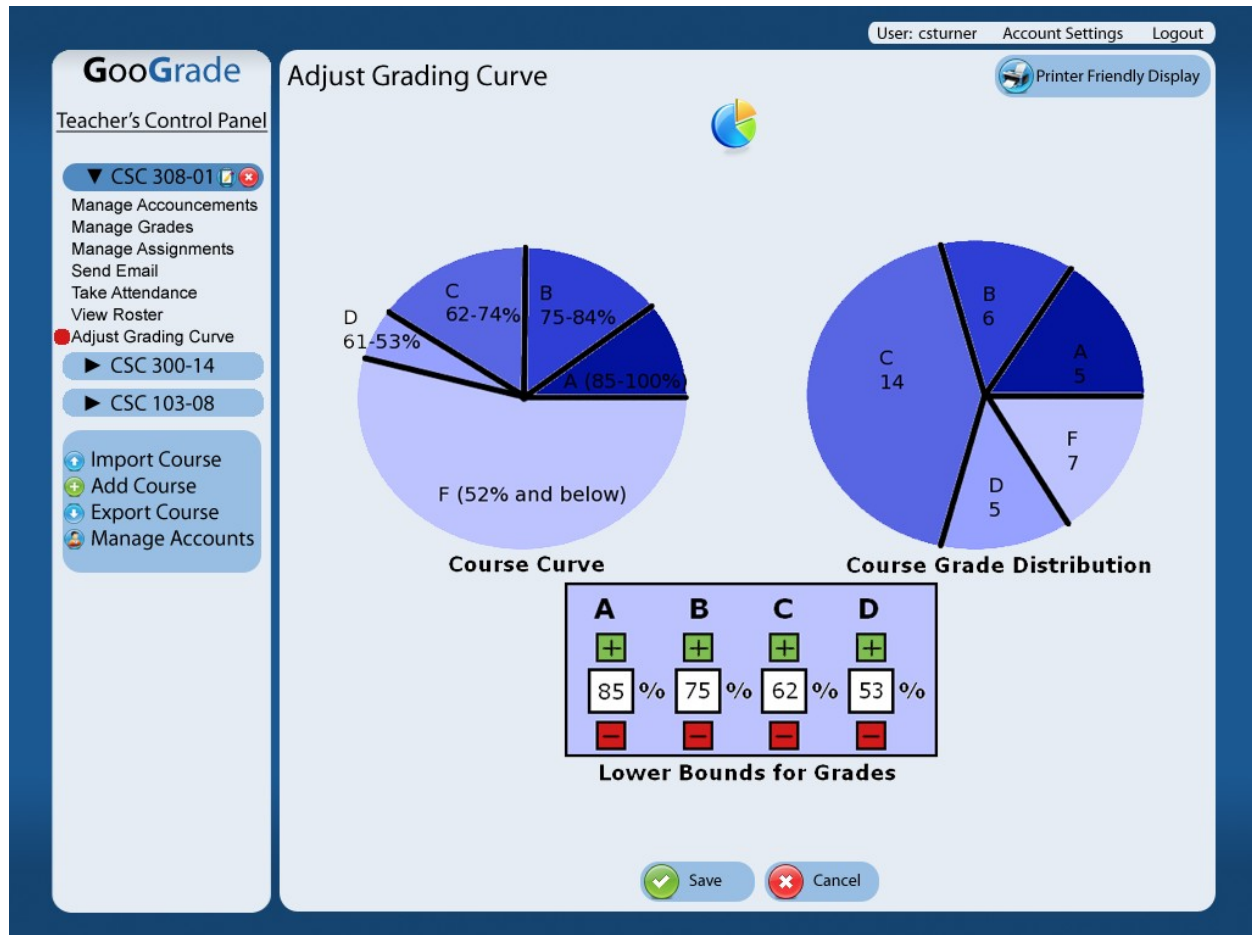 User: csturner Account Settings Logout
GooGrade
Teacher's Control Panel
▼ CSC 308-01
Manage Accouncements
Manage Grades
Manage Assignments
Send Email
Take Attendance
View Roster
Adjust Grading Curve
► CSC 300-14
► CSC 103-08
Import Course
Add Course
Export Course
Manage Accounts
Adjust Grading Curve
Printer Friendly Display
C
62-74%
B
75-84%
D
61-53%
A (85-100%)
F (52% and below)
Course Curve
B
6
A
5
C
14
F
7
D
5
Course Grade Distribution
A B C D
+ + + +
85 % 75 % 62 % 53 %
− − − −
Lower Bounds for Grades
Save Cancel